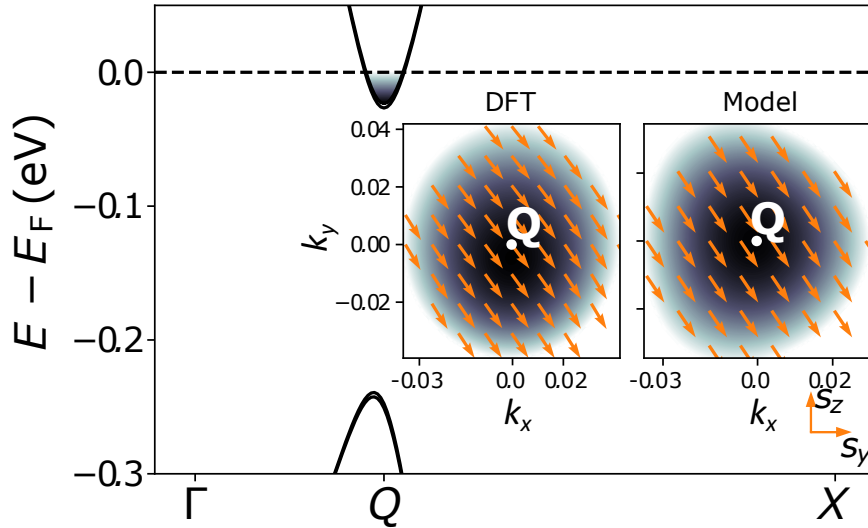 E − E_F (eV)
0.0
−0.1
−0.2
−0.3
Γ
Q
X
DFT
k_y
0.04
0.02
0.00
−0.02
-0.03
0.0
0.02
k_x
Q
Model
Q
-0.03
0.0
0.02
k_x
s_z
s_y